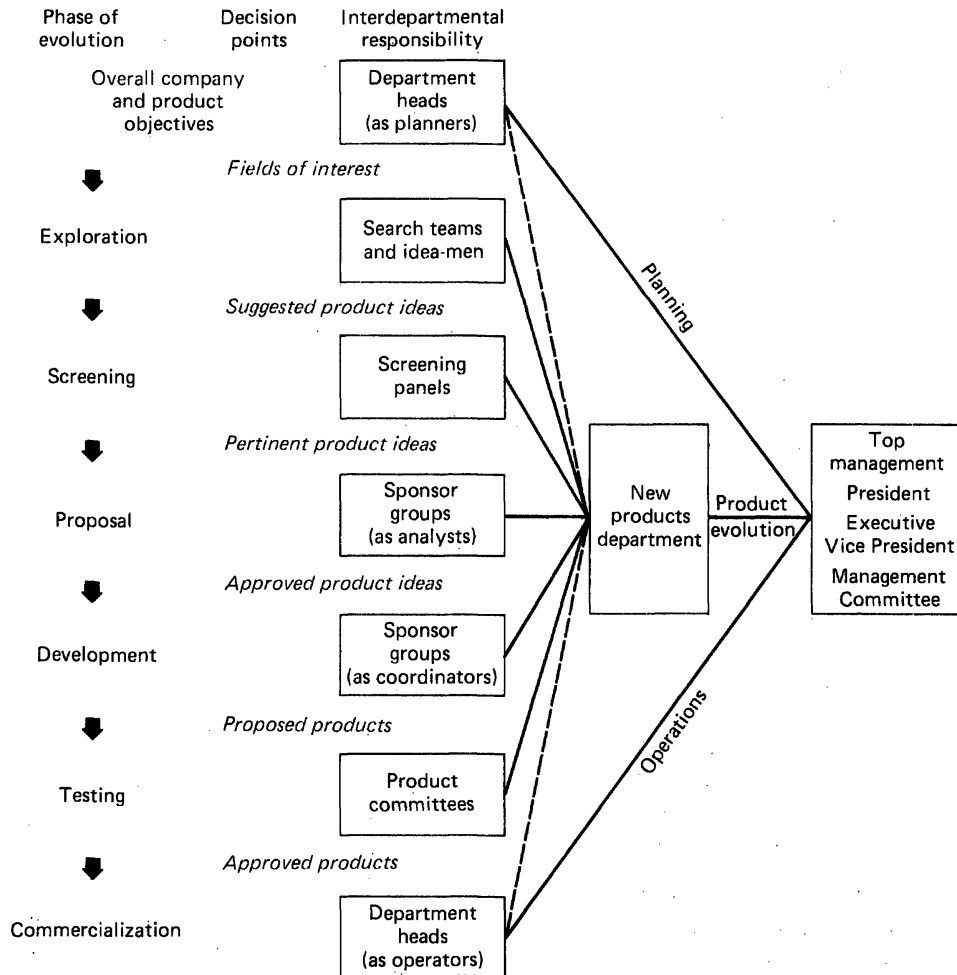 Phase of
evolution
Decision
points
Interdepartmental
responsibility
Overall company
and product
objectives
Department
heads
(as planners)
Fields of interest
Exploration
Search teams
and idea-men
Suggested product ideas
Planning
Screening
Screening
panels
Pertinent product ideas
Proposal
Sponsor
groups
(as analysts)
New
products
department
Product
evolution
Top
management
President
Executive
Vice President
Management
Committee
Approved product ideas
Development
Sponsor
groups
(as coordinators)
Proposed products
Operations
Testing
Product
committees
Approved products
Commercialization
Department
heads
(as operators)